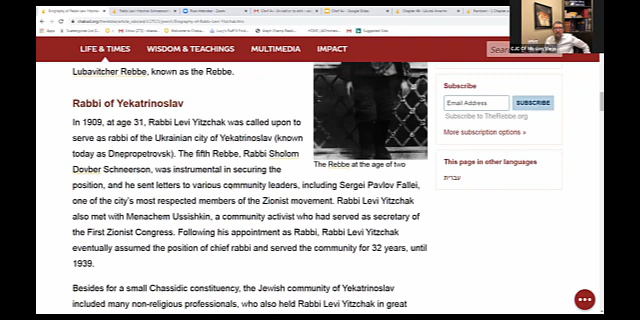 LIFE & TIMES
WISDOM & TEACHINGS
MULTIMEDIA
IMPACT
Lubavitcher Rebbe, known as the Rebbe.
Rabbi of Yekatrinoslav
In 1909, at age 31, Rabbi Levi Yitzchak was called upon to
serve as rabbi of the Ukrainian city of Yekatrinoslav (known
today as Dnepropetrovsk). The fifth Rebbe, Rabbi Sholom
Dovber Schneerson, was instrumental in securing the
position, and he sent letters to various community leaders, including Sergei Pavlov Fallei,
one of the city's most respected members of the Zionist movement. Rabbi Levi Yitzchak
also met with Menachem Ussishkin, a community activist who had served as secretary of
the First Zionist Congress. Following his appointment as Rabbi, Rabbi Levi Yitzchak
eventually assumed the position of chief rabbi and served the community for 32 years, until
1939.
Besides for a small Chassidic constituency, the Jewish community of Yekatrinoslav
included many non-religious professionals, who also held Rabbi Levi Yitzchak in great
The Rebbe at the age of two
Subscribe
Email Address
SUBSCRIBE
Subscribe to TheRebbe.org
More subscription options »
This page in other languages
עברית